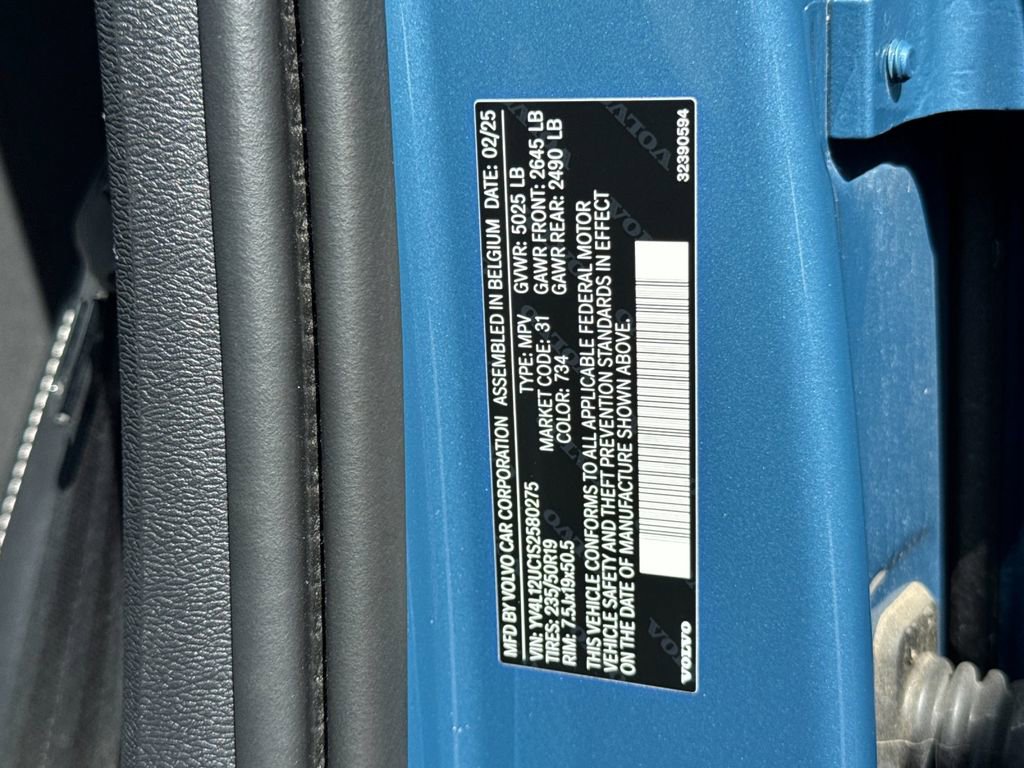 MFD BY VOLVO CAR CORPORATION ASSEMBLED IN BELGIUM DATE: 02/25
VIN: YV4L12UC1S2580275 TYPE: MPV GVWR: 5025 LB
TIRES: 235/50R19 MARKET CODE: 31 GAWR FRONT: 2645 LB
RIM: 7.5Jx19x50.5 COLOR: 734 GAWR REAR: 2490 LB
THIS VEHICLE CONFORMS TO ALL APPLICABLE FEDERAL MOTOR
VEHICLE SAFETY AND THEFT PREVENTION STANDARDS IN EFFECT
ON THE DATE OF MANUFACTURE SHOWN ABOVE.
VOLVO 32390594